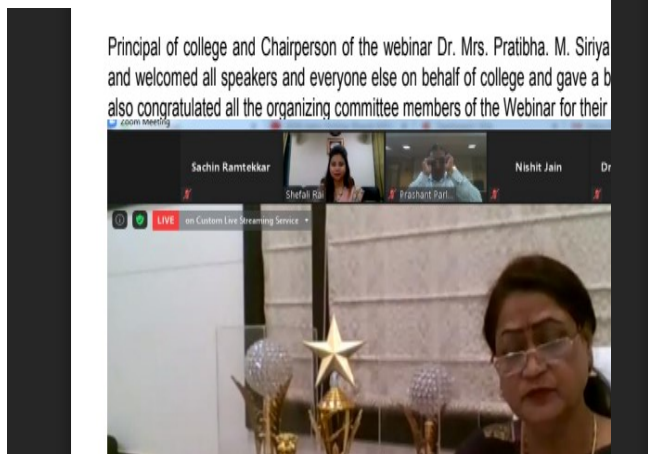 Principal of college and Chairperson of the webinar Dr. Mrs. Pratibha. M. Siriya
and welcomed all speakers and everyone else on behalf of college and gave a b
also congratulated all the organizing committee members of the Webinar for their
Zoom Meeting
Sachin Ramtekkar
Nishit Jain
Dr
Shefali Rai
Prashant Parl...
LIVE on Custom Live Streaming Service